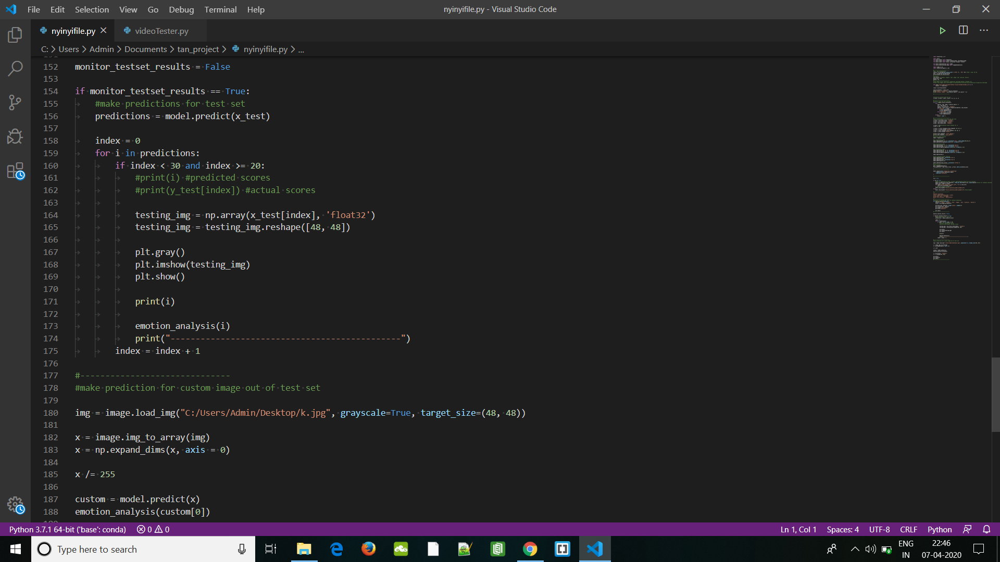 File Edit Selection View Go Debug Terminal Help
nyinyifile.py - Visual Studio Code
nyinyifile.py
videoTester.py
C: > Users > Admin > Documents > tan_project > nyinyifile.py > ...
152 monitor_testset_results = False
153
154 if monitor_testset_results == True:
155 #make predictions for test set
156 predictions = model.predict(x_test)
157
158 index = 0
159 for i in predictions:
160 if index < 30 and index >= 20:
161 #print(i) #predicted scores
162 #print(y_test[index]) #actual scores
163
164 testing_img = np.array(x_test[index], 'float32')
165 testing_img = testing_img.reshape([48, 48])
166
167 plt.gray()
168 plt.imshow(testing_img)
169 plt.show()
170
171 print(i)
172
173 emotion_analysis(i)
174 print("----------------------------------------------")
175 index = index + 1
176
177 #------------------------------
178 #make prediction for custom image out of test set
179
180 img = image.load_img("C:/Users/Admin/Desktop/k.jpg", grayscale=True, target_size=(48, 48))
181
182 x = image.img_to_array(img)
183 x = np.expand_dims(x, axis = 0)
184
185 x /= 255
186
187 custom = model.predict(x)
188 emotion_analysis(custom[0])
Python 3.7.1 64-bit ('base': conda) 0 0
Ln 1, Col 1 Spaces: 4 UTF-8 CRLF Python
Type here to search
ENG
IN
22:46
07-04-2020